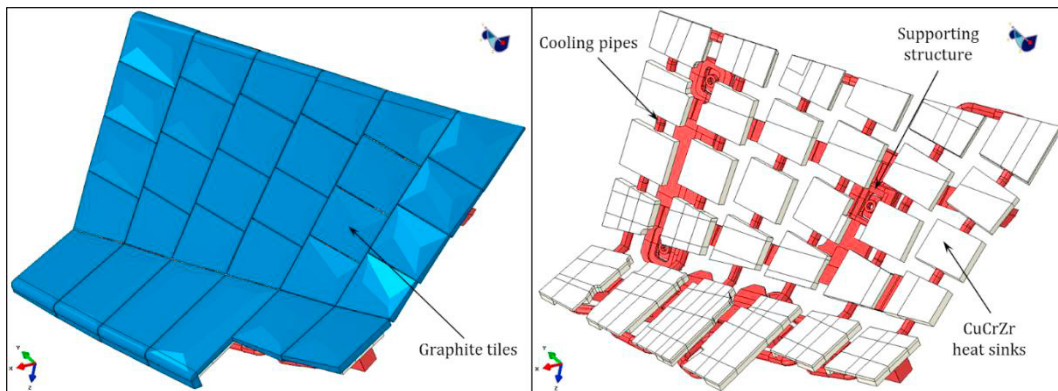 Graphite tiles
Cooling pipes
Supporting
structure
CuCrZr
heat sinks
Y
X
Z
Y
X
Z